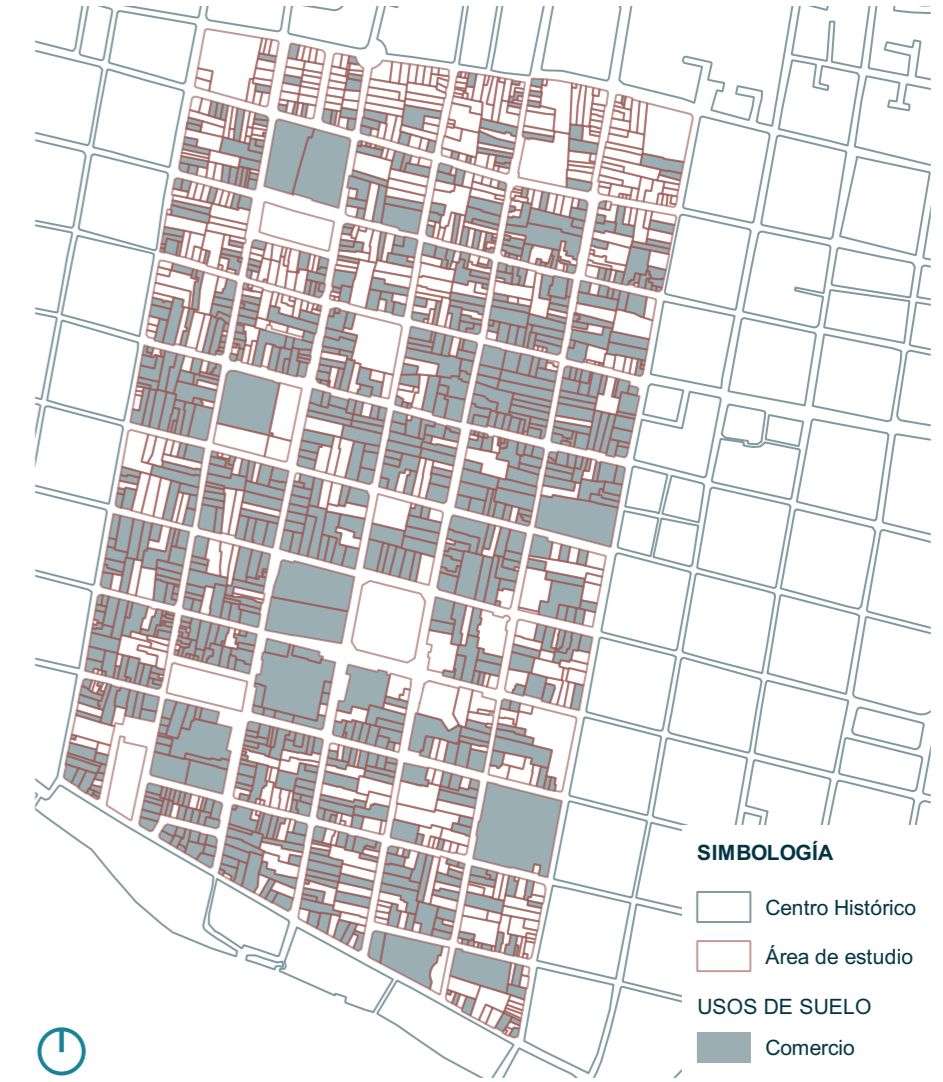 SIMBOLOGÍA
Centro Histórico
Área de estudio
USOS DE SUELO
Comercio